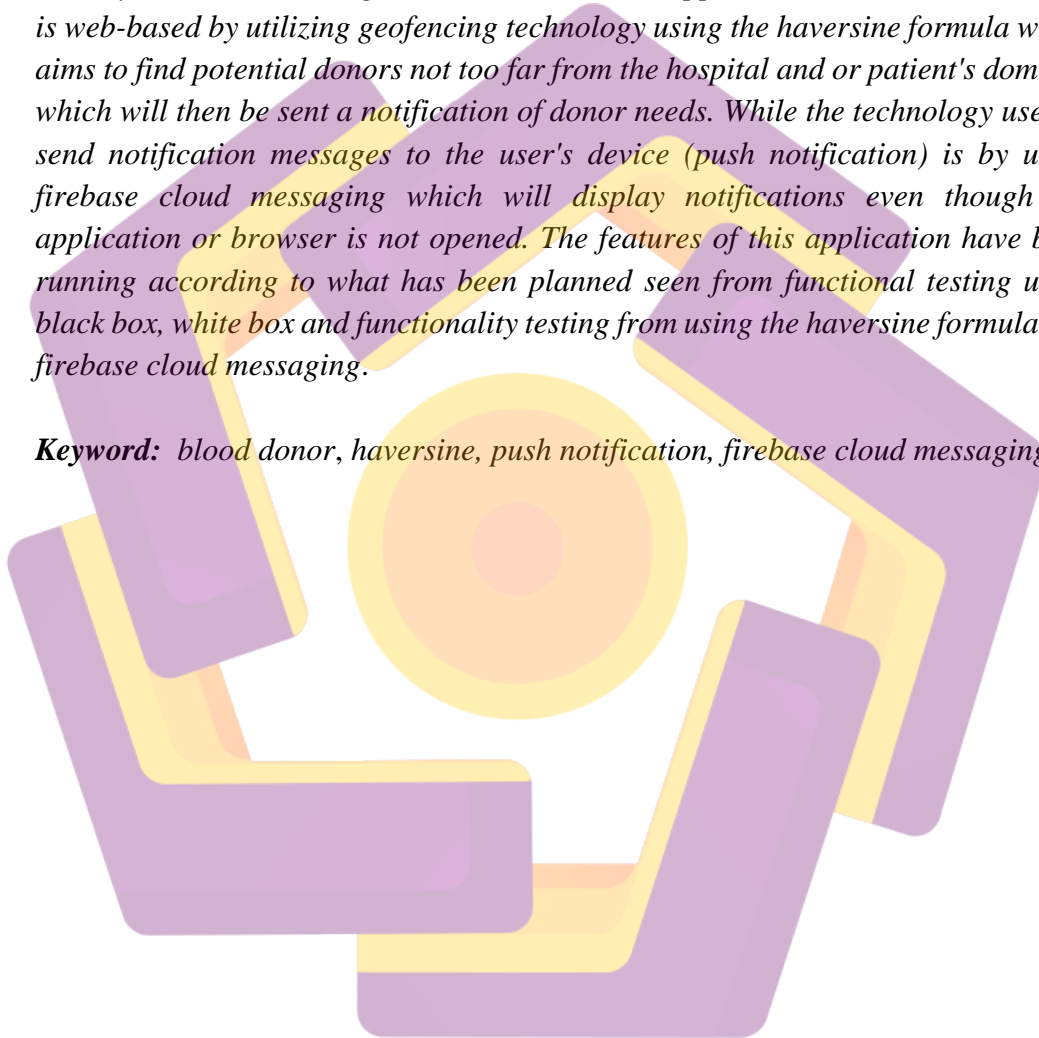 is web-based by utilizing geofencing technology using the haversine formula
aims to find potential donors not too far from the hospital and or patient's
which will then be sent a notification of donor needs. While the technology
send notification messages to the user's device (push notification) is by
firebase cloud messaging which will display notifications even though
application or browser is not opened. The features of this application have
running according to what has been planned seen from functional testing
black box, white box and functionality testing from using the haversine formula
firebase cloud messaging.
Keyword: blood donor, haversine, push notification, firebase cloud messaging